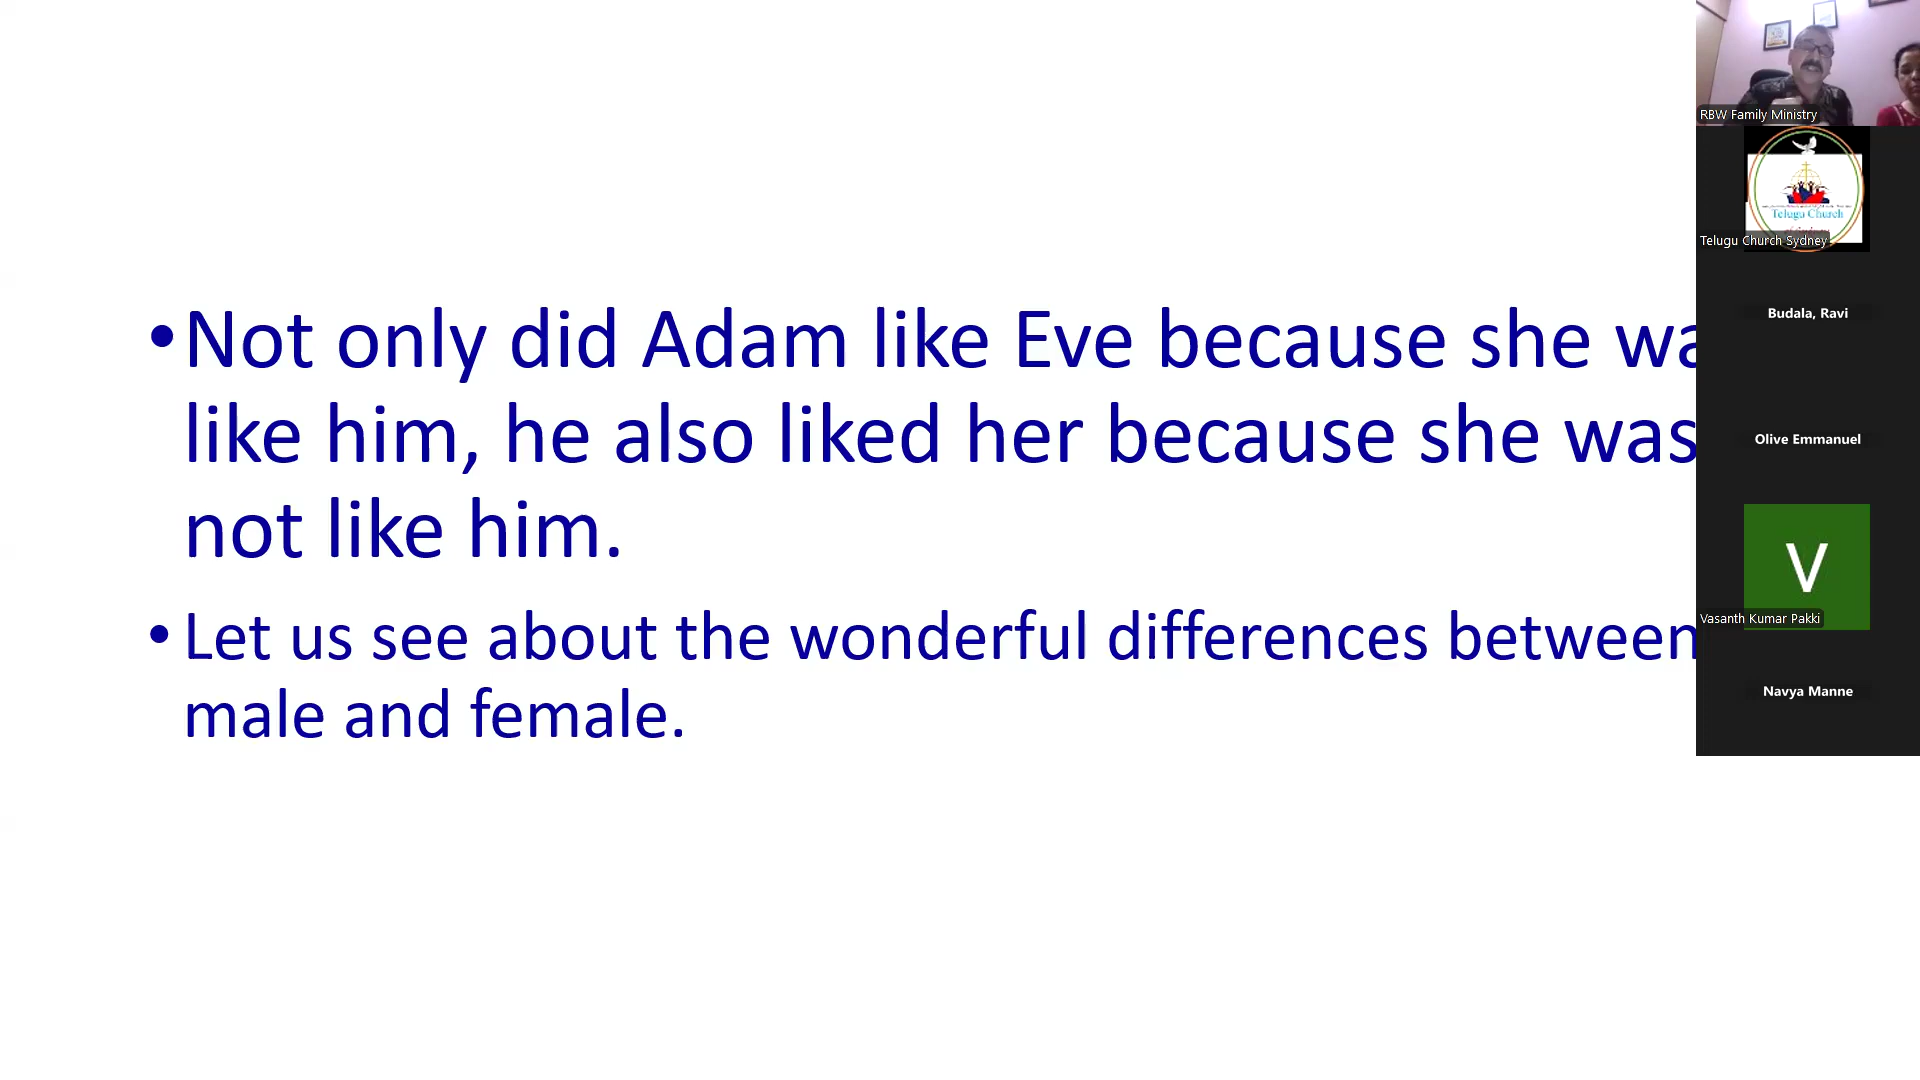 •Not only did Adam like Eve because she wa
like him, he also liked her because she was
not like him.
•Let us see about the wonderful differences between
male and female.
RBW Family Ministry
Telugu Church
Telugu Church Sydney
Budala, Ravi
Olive Emmanuel
V
Vasanth Kumar Pakki
Navya Manne